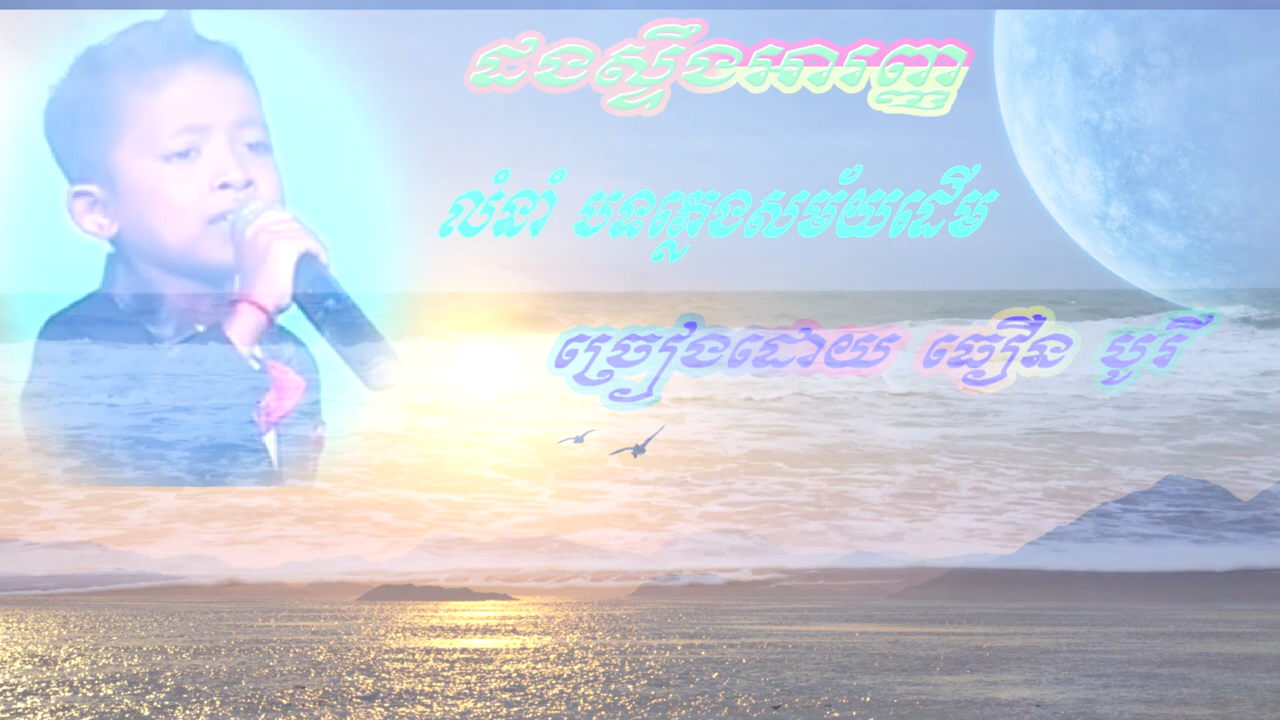 ដងស្ទឹងអារញ្ញ
លំនាំ បទភ្លេងសម័យដើម
ច្រៀងដោយ ធឿន បូរី